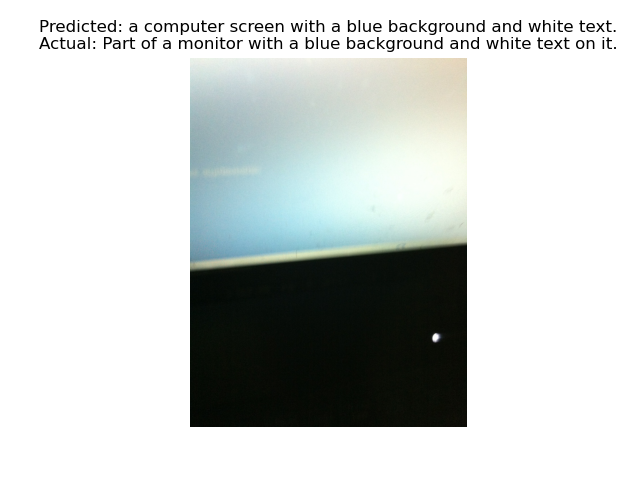 Predicted: a computer screen with a blue background and white text.
Actual: Part of a monitor with a blue background and white text on it.